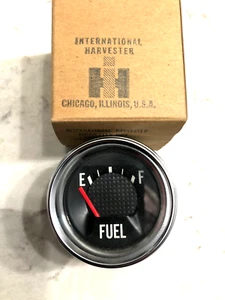 INTERNATIONAL
HARVESTER
IH
CHICAGO, ILLINOIS, U.S.A.
E F
FUEL